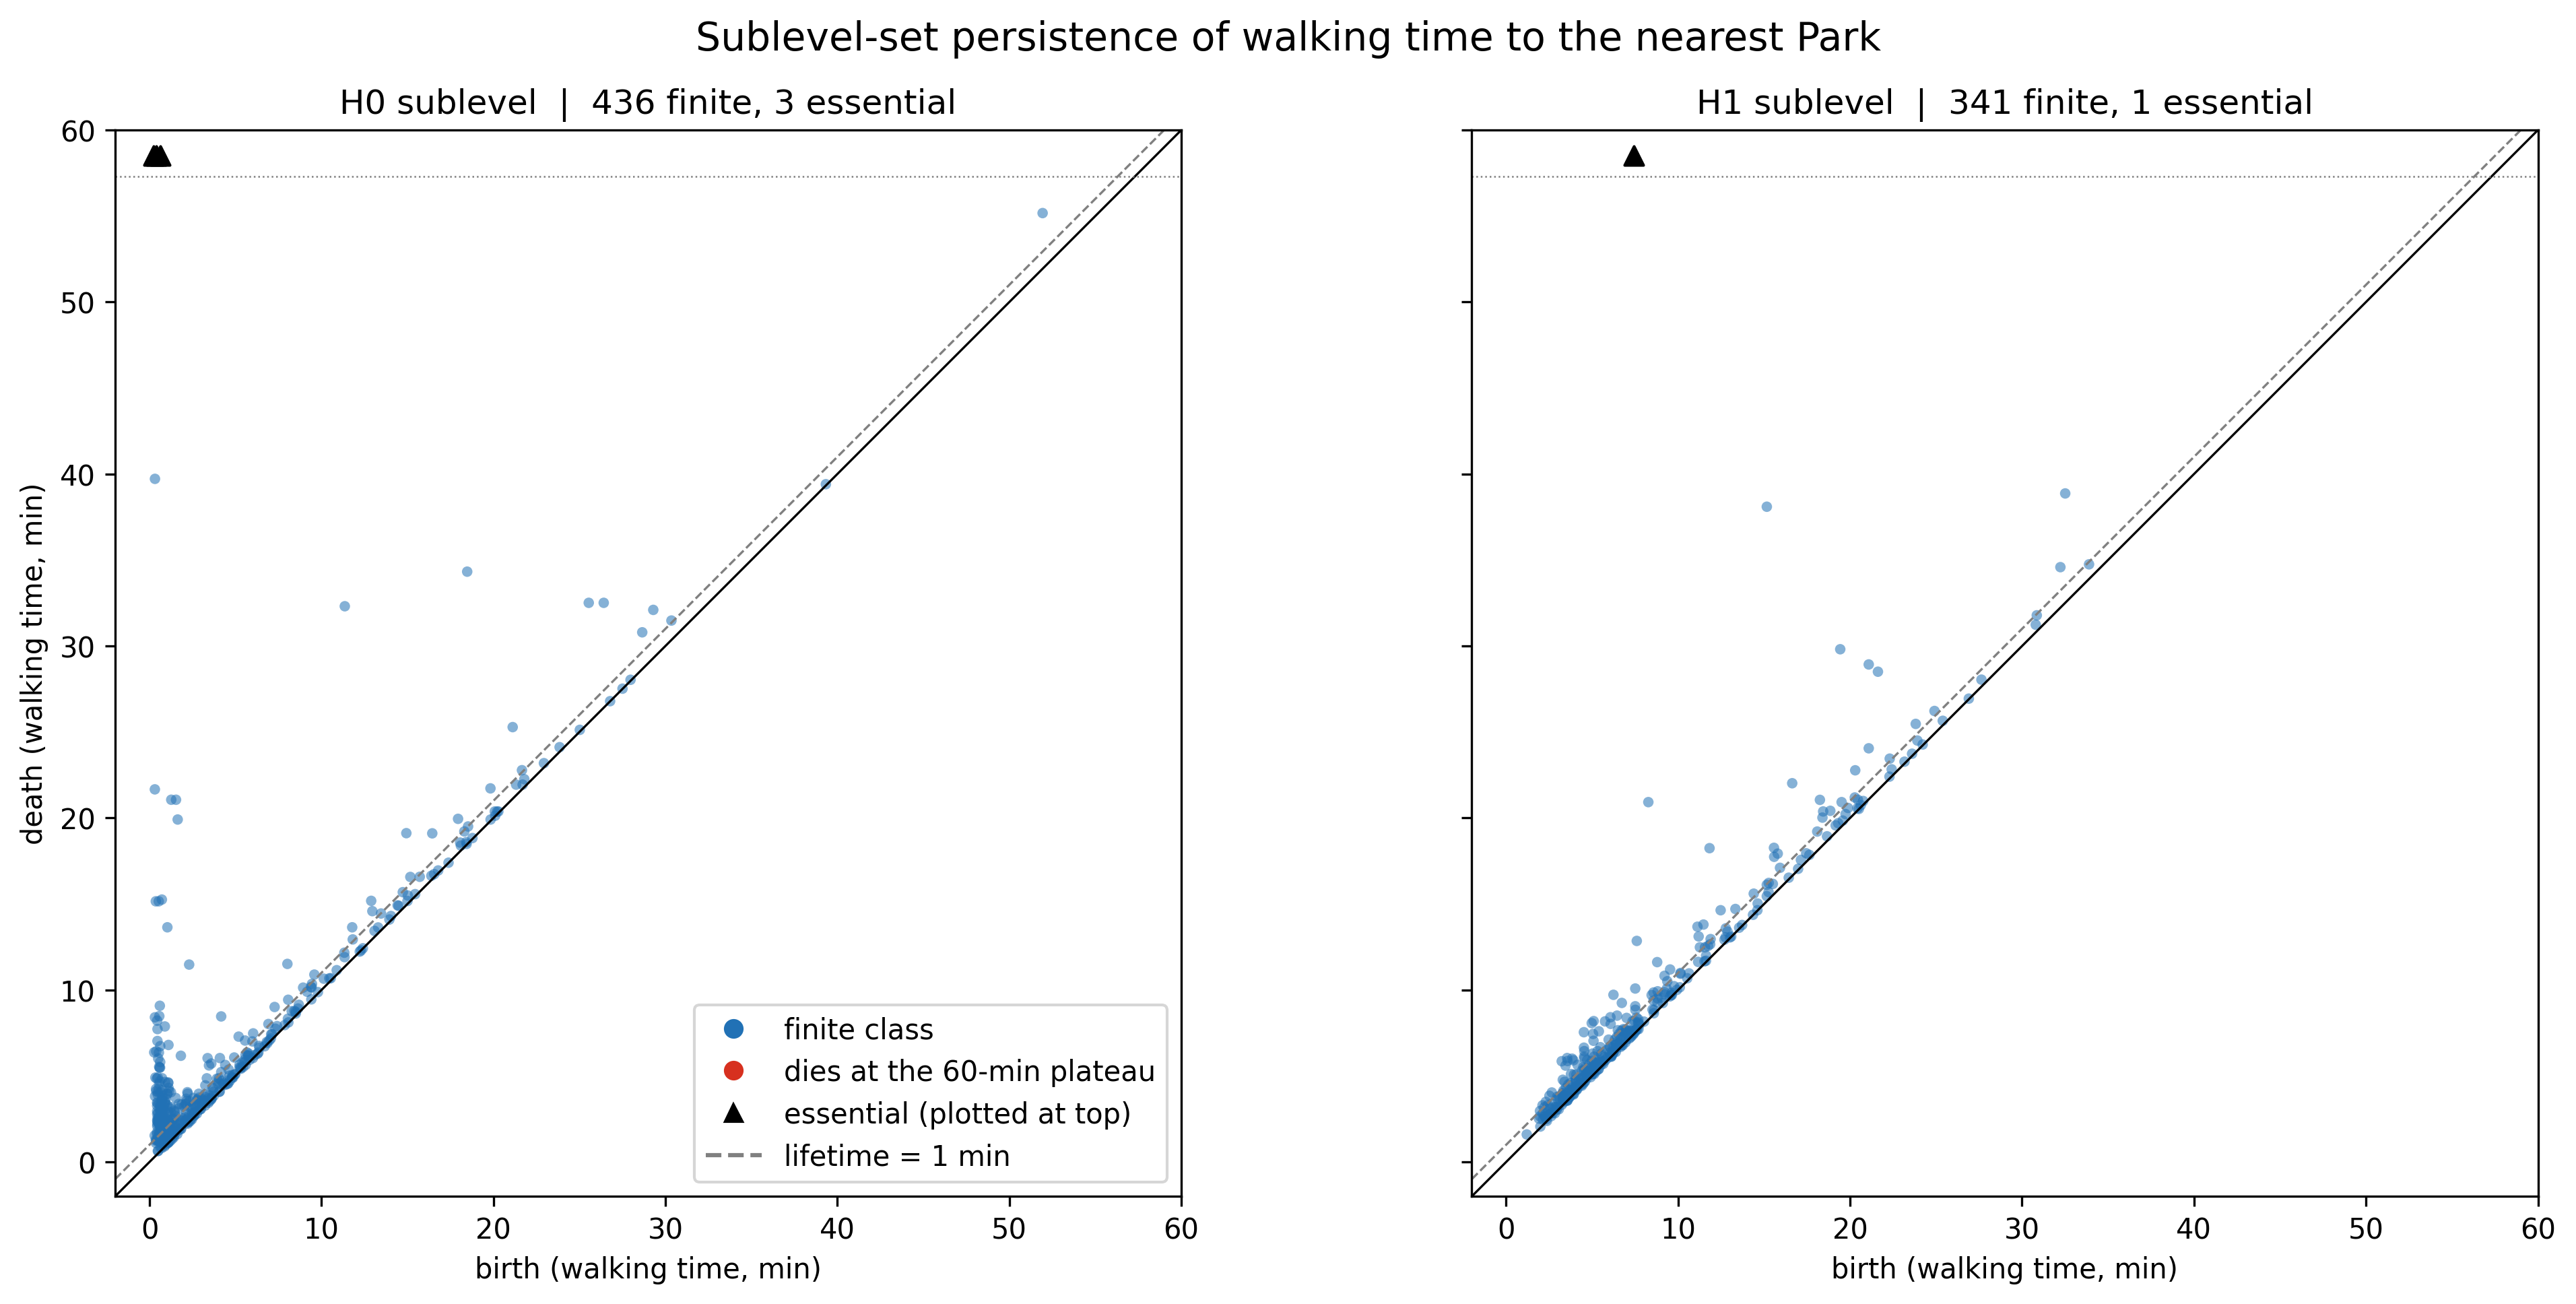 Sublevel-set persistence of walking time to the nearest Park
H0 sublevel | 436 finite, 3 essential
60
50
40
30
20
10
0
death (walking time, min)
finite class
dies at the 60-min plateau
essential (plotted at top)
lifetime = 1 min
0 10 20 30 40 50 60
birth (walking time, min)
H1 sublevel | 341 finite, 1 essential
0 10 20 30 40 50 60
birth (walking time, min)